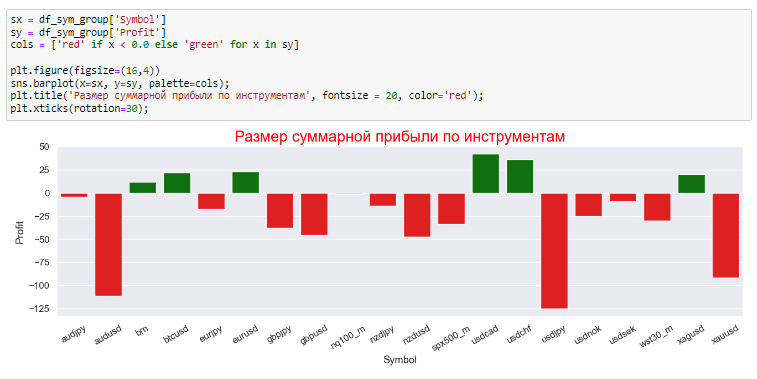 sx = df_sym_group['Symbol']
sy = df_sym_group['Profit']
cols = ['red' if x < 0.0 else 'green' for x in sy]
plt.figure(figsize=(16,4))
sns.barplot(x=sx, y=sy, palette=cols);
plt.title('Размер суммарной прибыли по инструментам', fontsize = 20, color='red');
plt.xticks(rotation=30);
Размер суммарной прибыли по инструментам
50
25
0
−25
−50
−75
−100
−125
Profit
audjpy audusd brn btcusd eurjpy eurusd gbpjpy gbpusd nq100_m nzdjpy nzdusd spx500_m usdcad usdchf usdjpy usdnok usdsek wst30_m xagusd xauusd
Symbol